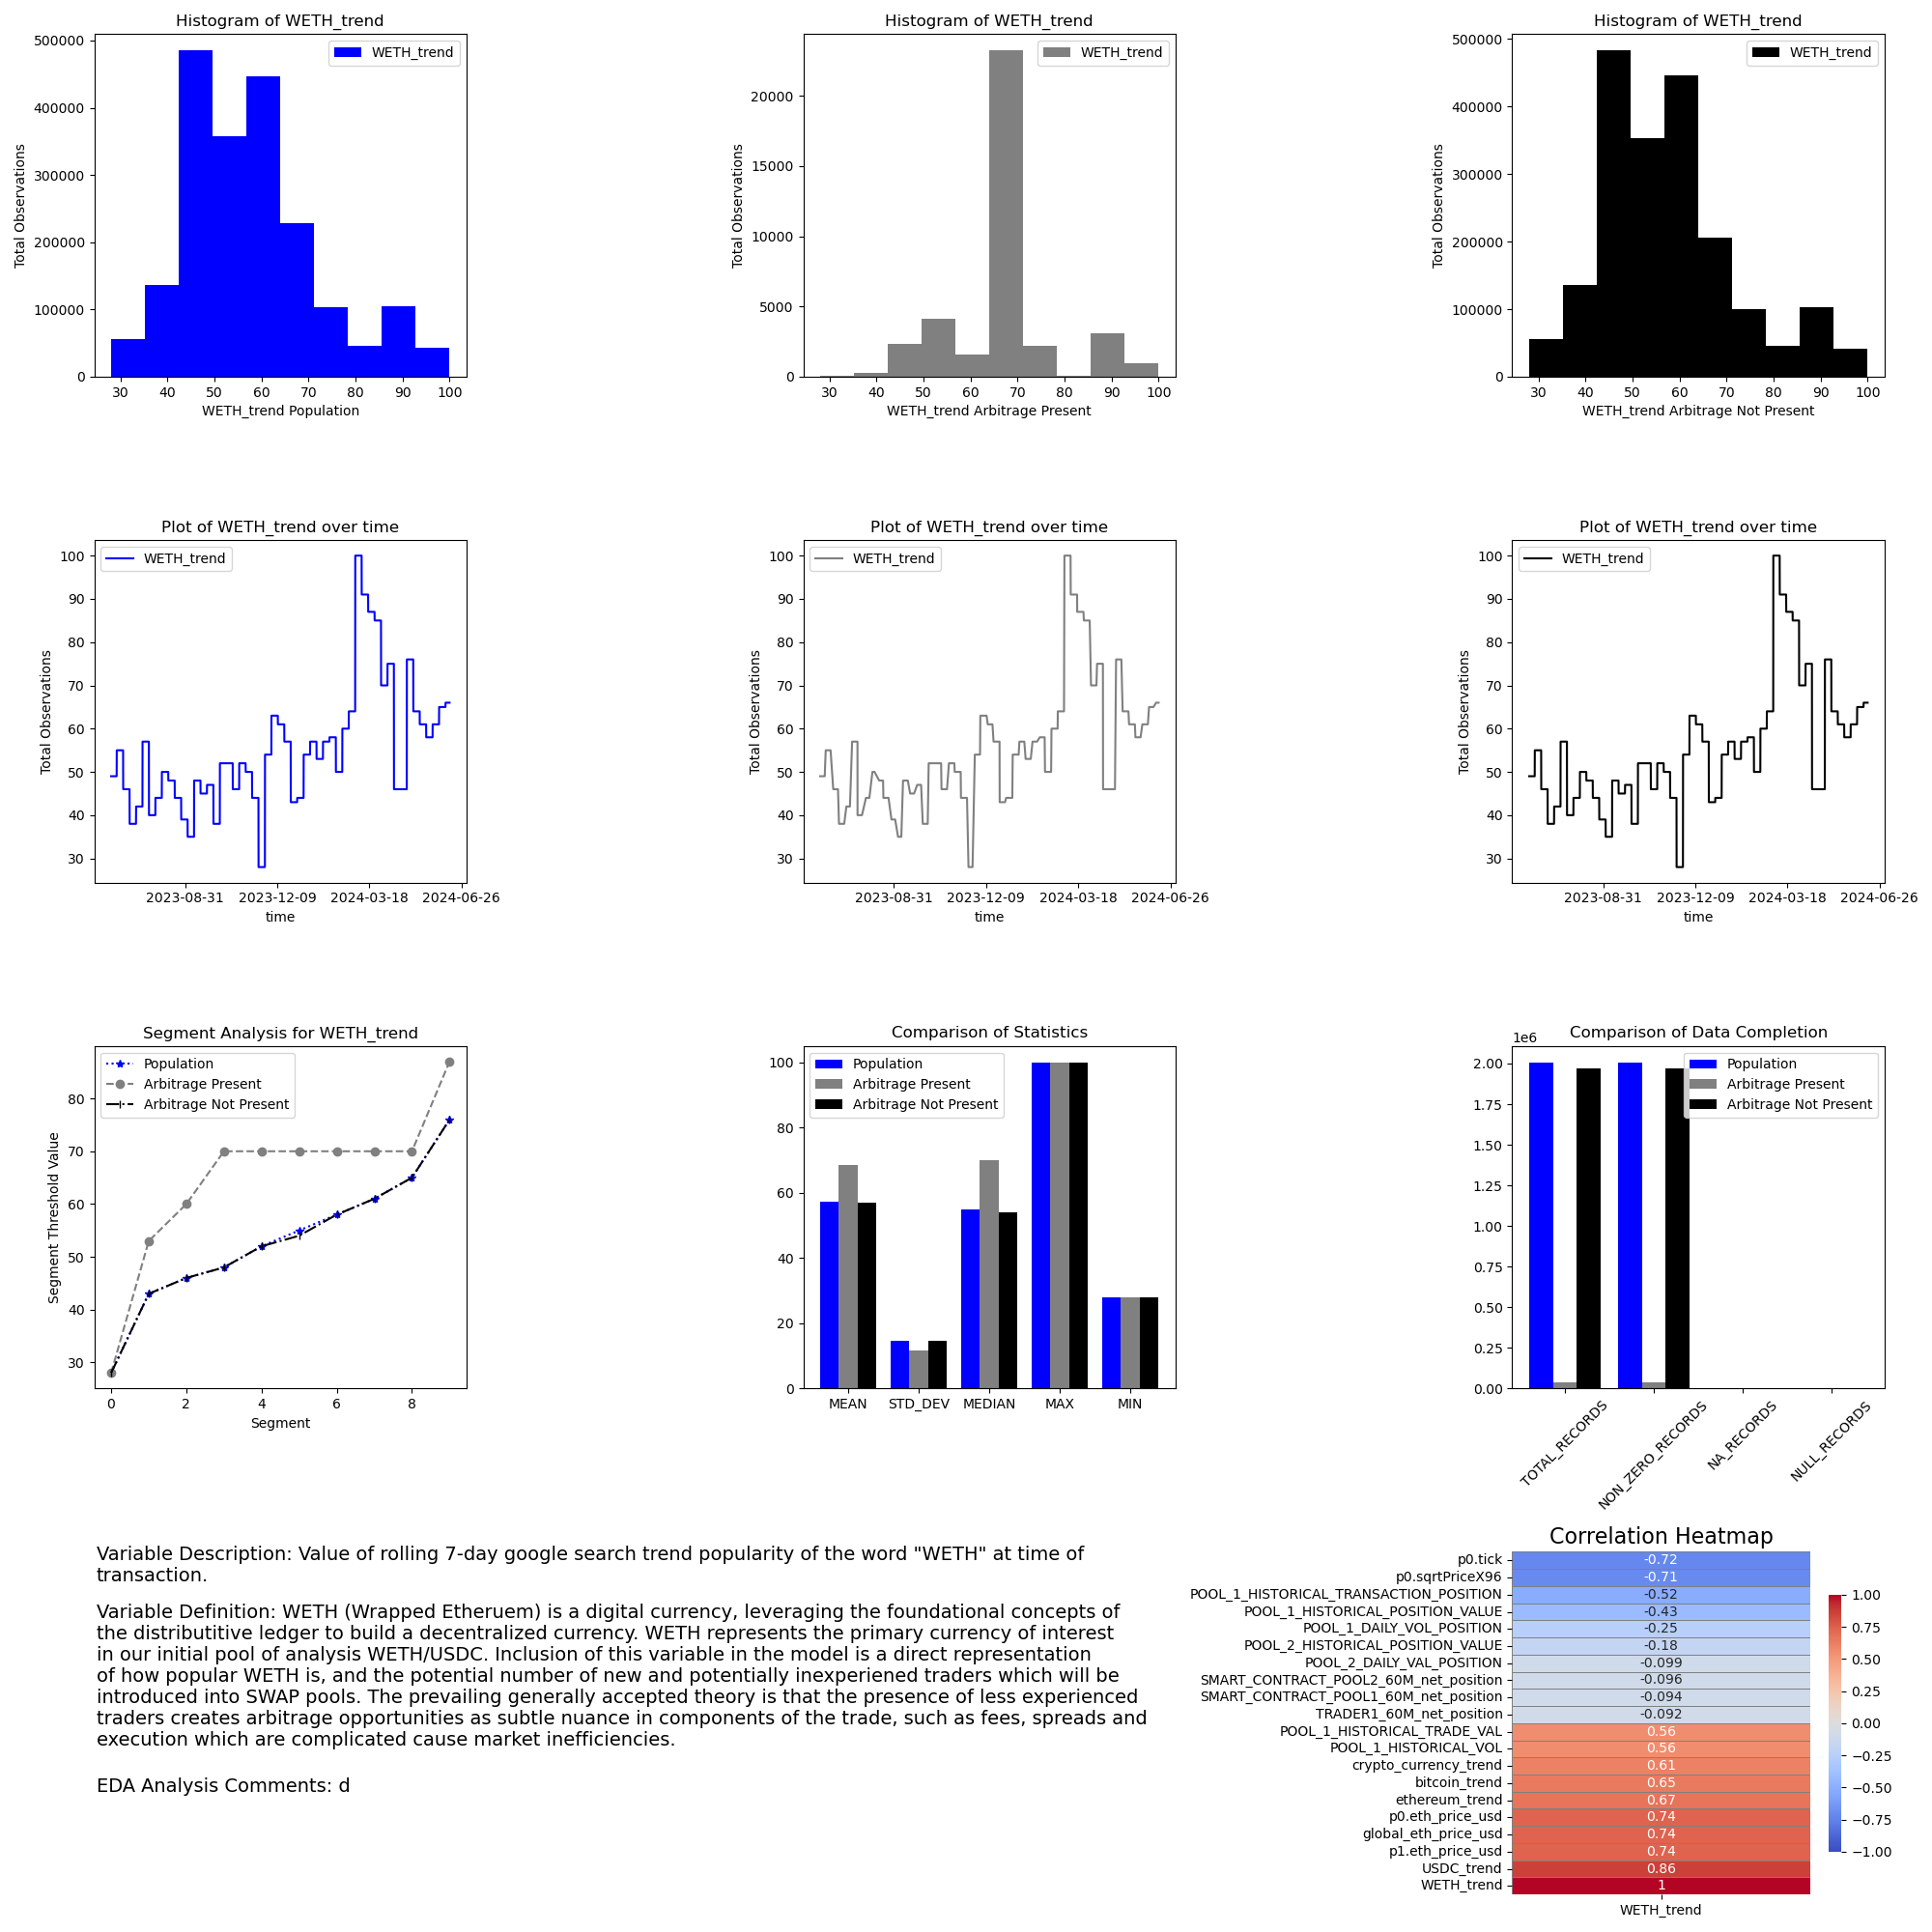 Histogram of WETH_trend
WETH_trend
500000
400000
300000
200000
100000
0
Total Observations
30 40 50 60 70 80 90 100
WETH_trend Population
Histogram of WETH_trend
WETH_trend
20000
15000
10000
5000
0
Total Observations
30 40 50 60 70 80 90 100
WETH_trend Arbitrage Present
Histogram of WETH_trend
WETH_trend
500000
400000
300000
200000
100000
0
Total Observations
30 40 50 60 70 80 90 100
WETH_trend Arbitrage Not Present
Plot of WETH_trend over time
WETH_trend
100
90
80
70
60
50
40
30
Total Observations
2023-08-31 2023-12-09 2024-03-18 2024-06-26
time
Plot of WETH_trend over time
WETH_trend
100
90
80
70
60
50
40
30
Total Observations
2023-08-31 2023-12-09 2024-03-18 2024-06-26
time
Plot of WETH_trend over time
WETH_trend
100
90
80
70
60
50
40
30
Total Observations
2023-08-31 2023-12-09 2024-03-18 2024-06-26
time
Segment Analysis for WETH_trend
Population
Arbitrage Present
Arbitrage Not Present
80
70
60
50
40
30
Segment Threshold Value
0 2 4 6 8
Segment
Comparison of Statistics
Population
Arbitrage Present
Arbitrage Not Present
100
80
60
40
20
0
MEAN STD_DEV MEDIAN MAX MIN
Comparison of Data Completion
1e6
Population
Arbitrage Present
Arbitrage Not Present
2.00
1.75
1.50
1.25
1.00
0.75
0.50
0.25
0.00
TOTAL_RECORDS
NON_ZERO_RECORDS
NA_RECORDS
NULL_RECORDS
Variable Description: Value of rolling 7-day google search trend popularity of the word "WETH" at time of
transaction.
Variable Definition: WETH (Wrapped Etheruem) is a digital currency, leveraging the foundational concepts of
the distributitive ledger to build a decentralized currency. WETH represents the primary currency of interest
in our initial pool of analysis WETH/USDC. Inclusion of this variable in the model is a direct representation
of how popular WETH is, and the potential number of new and potentially inexperiened traders which will be
introduced into SWAP pools. The prevailing generally accepted theory is that the presence of less experienced
traders creates arbitrage opportunities as subtle nuance in components of the trade, such as fees, spreads and
execution which are complicated cause market inefficiencies.
EDA Analysis Comments: d
Correlation Heatmap
p0.tick -0.72
p0.sqrtPriceX96 -0.71
POOL_1_HISTORICAL_TRANSACTION_POSITION -0.52
POOL_1_HISTORICAL_POSITION_VALUE -0.43
POOL_1_DAILY_VOL_POSITION -0.25
POOL_2_HISTORICAL_POSITION_VALUE -0.18
POOL_2_DAILY_VAL_POSITION -0.099
SMART_CONTRACT_POOL2_60M_net_position -0.096
SMART_CONTRACT_POOL1_60M_net_position -0.094
TRADER1_60M_net_position -0.092
POOL_1_HISTORICAL_TRADE_VAL 0.56
POOL_1_HISTORICAL_VOL 0.56
crypto_currency_trend 0.61
bitcoin_trend 0.65
ethereum_trend 0.67
p0.eth_price_usd 0.74
global_eth_price_usd 0.74
p1.eth_price_usd 0.74
USDC_trend 0.86
WETH_trend 1
WETH_trend
1.00
0.75
0.50
0.25
0.00
−0.25
−0.50
−0.75
−1.00